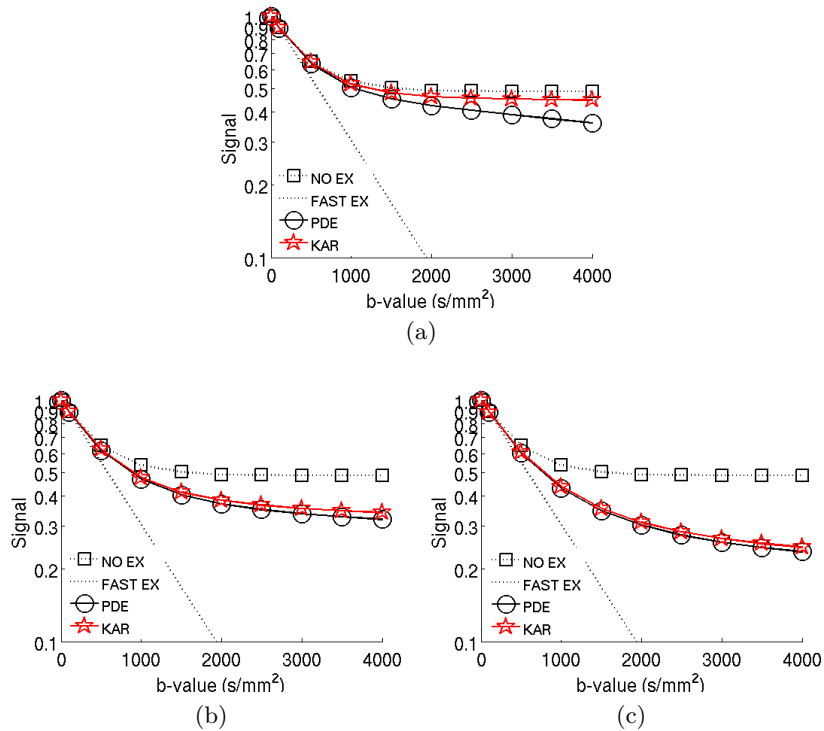 1
0.9
0.8
0.7
0.6
0.5
0.4
0.3
0.2
0.1
Signal
NO EX
FAST EX
PDE
KAR
0 1000 2000 3000 4000
b-value (s/mm²)
(a)
1
0.9
0.8
0.7
0.6
0.5
0.4
0.3
0.2
0.1
Signal
NO EX
FAST EX
PDE
KAR
0 1000 2000 3000 4000
b-value (s/mm²)
(b)
1
0.9
0.8
0.7
0.6
0.5
0.4
0.3
0.2
0.1
Signal
NO EX
FAST EX
PDE
KAR
0 1000 2000 3000 4000
b-value (s/mm²)
(c)